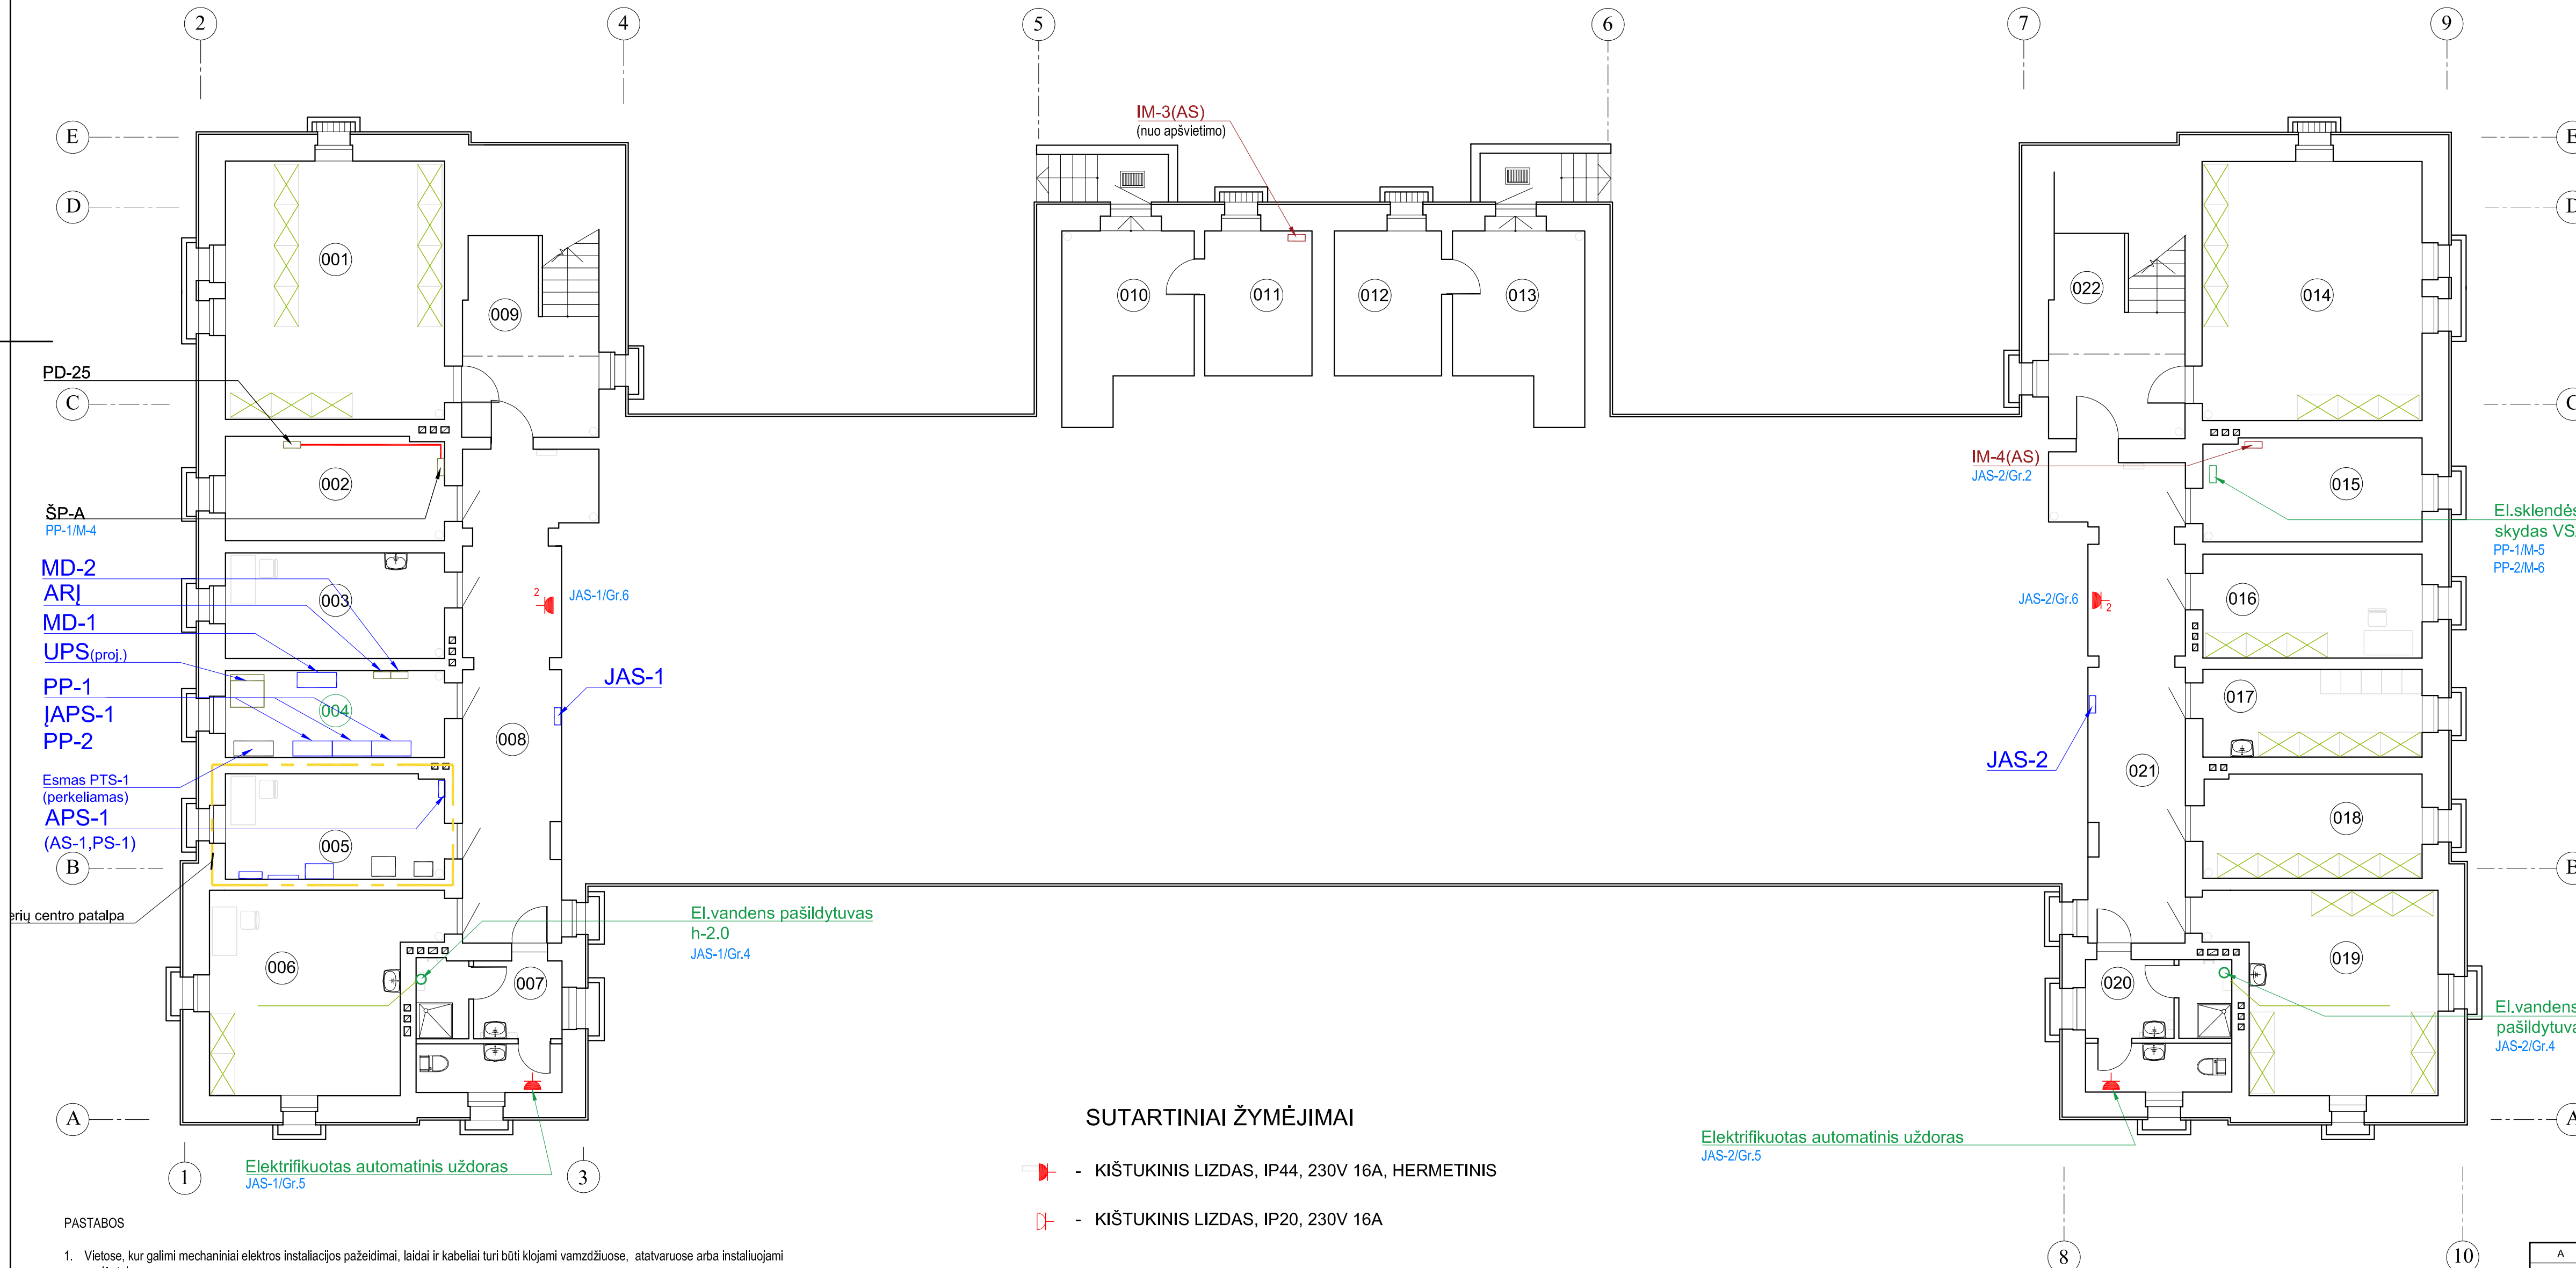 2
4
5
6
7
9
E
D
C
B
A
E
D
C
B
A
IM-3(AS)
(nuo apšvietimo)
001
009
010
011
012
013
022
014
PD-25
002
ŠP-A
PP-1/M-4
IM-4(AS)
JAS-2/Gr.2
015
El.sklendės
skydas VS
PP-1/M-5
PP-2/M-6
MD-2
ARĮ
MD-1
UPS(proj.)
PP-1
ĮAPS-1
PP-2
Esmas PTS-1
(perkeliamas)
APS-1
(AS-1,PS-1)
003
2
JAS-1/Gr.6
JAS-2/Gr.6
2
016
004
JAS-1
008
017
JAS-2
021
005
018
centro patalpa
El.vandens pašildytuvas
h-2.0
JAS-1/Gr.4
006
007
020
019
El.vandens
JAS-2/Gr.4
Elektrifikuotas automatinis uždoras
JAS-1/Gr.5
Elektrifikuotas automatinis uždoras
JAS-2/Gr.5
1
3
8
10
SUTARTINIAI ŽYMĖJIMAI
- KIŠTUKINIS LIZDAS, IP44, 230V 16A, HERMETINIS
- KIŠTUKINIS LIZDAS, IP20, 230V 16A
PASTABOS
1. Vietose, kur galimi mechaniniai elektros instaliacijos pažeidimai, laidai ir kabeliai turi būti klojami vamzdžiuose, atatvaruose arba instaliuojami
A